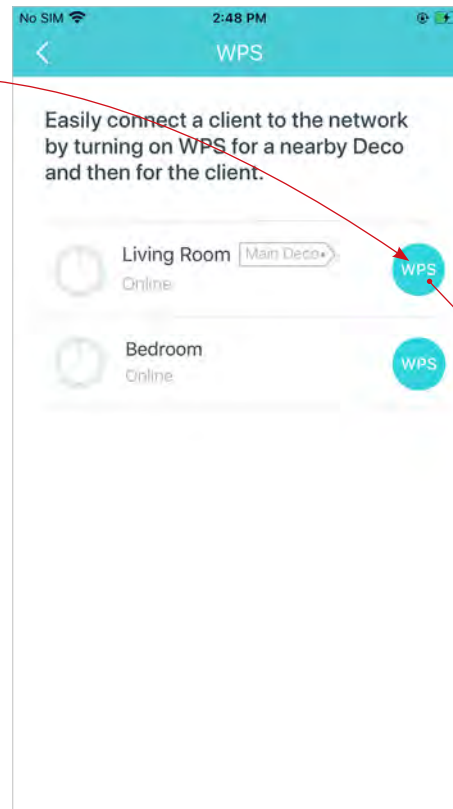 No SIM 2:48 PM
WPS
Easily connect a client to the network
by turning on WPS for a nearby Deco
and then for the client.
Living Room Main Deco
Online
WPS
Bedroom
Online
WPS